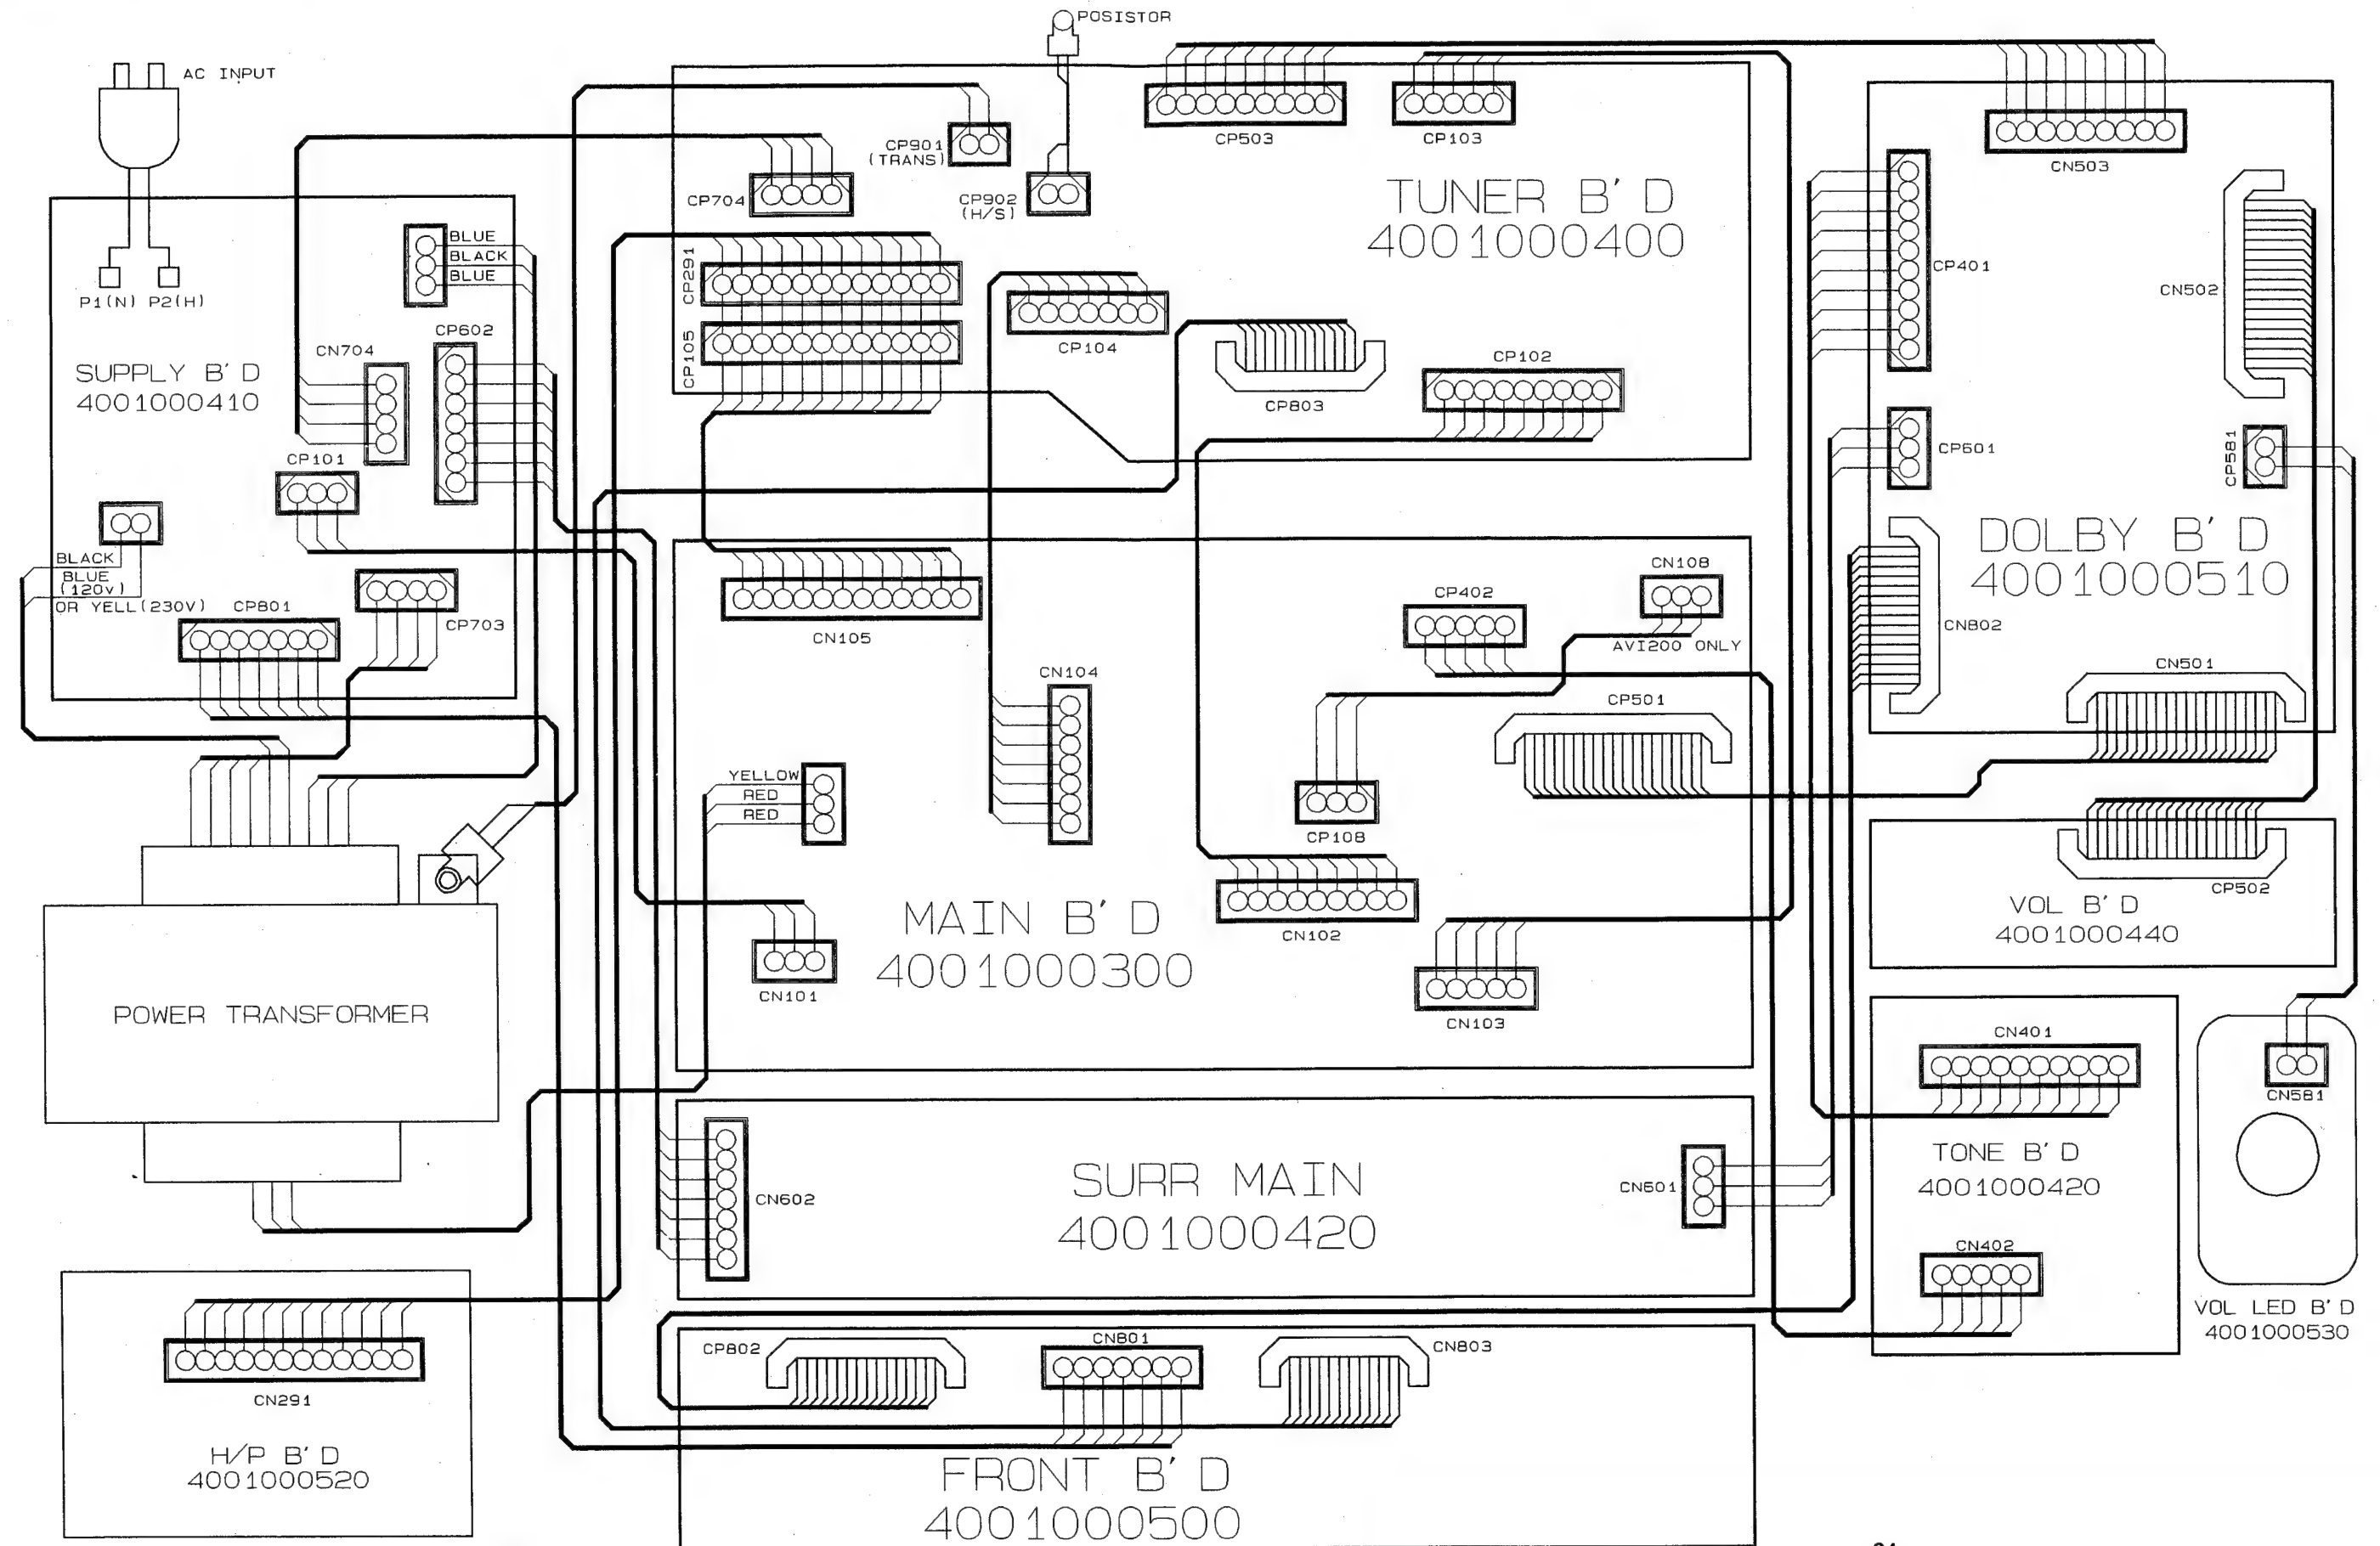 POSISTOR
AC INPUT
P1(N) P2(H)
BLUE
BLACK
BLUE
CP602
CN704
SUPPLY B'D
4001000410
CP101
BLACK
BLUE
(120v)
OR YELL(230V)
CP801
CP703
POWER TRANSFORMER
CN291
H/P B'D
4001000520
CP901
(TRANS)
CP704
CP902
(H/S)
CP503
CP103
TUNER B'D
4001000400
CP291
CP105
CP104
CP803
CP102
CN105
CN104
CP402
CN108
AVI200 ONLY
CP501
YELLOW
RED
RED
CP108
MAIN B'D
4001000300
CN101
CN102
CN103
CN602
SURR MAIN
4001000420
CN601
CP802
CN801
CN803
FRONT B'D
4001000500
CN503
CP401
CN502
CP601
CP581
DOLBY B'D
4001000510
CN802
CN501
CP502
VOL B'D
4001000440
CN401
TONE B'D
4001000420
CN402
CN581
VOL LED B'D
4001000530